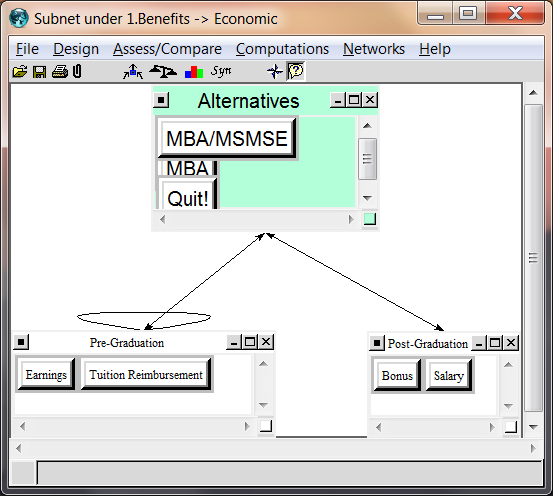 Subnet under 1.Benefits -> Economic
File Design Assess/Compare Computations Networks Help
Syn
Alternatives
MBA/MSMSE
MBA
Quit!
Pre-Graduation
Earnings Tuition Reimbursement
Post-Graduation
Bonus Salary